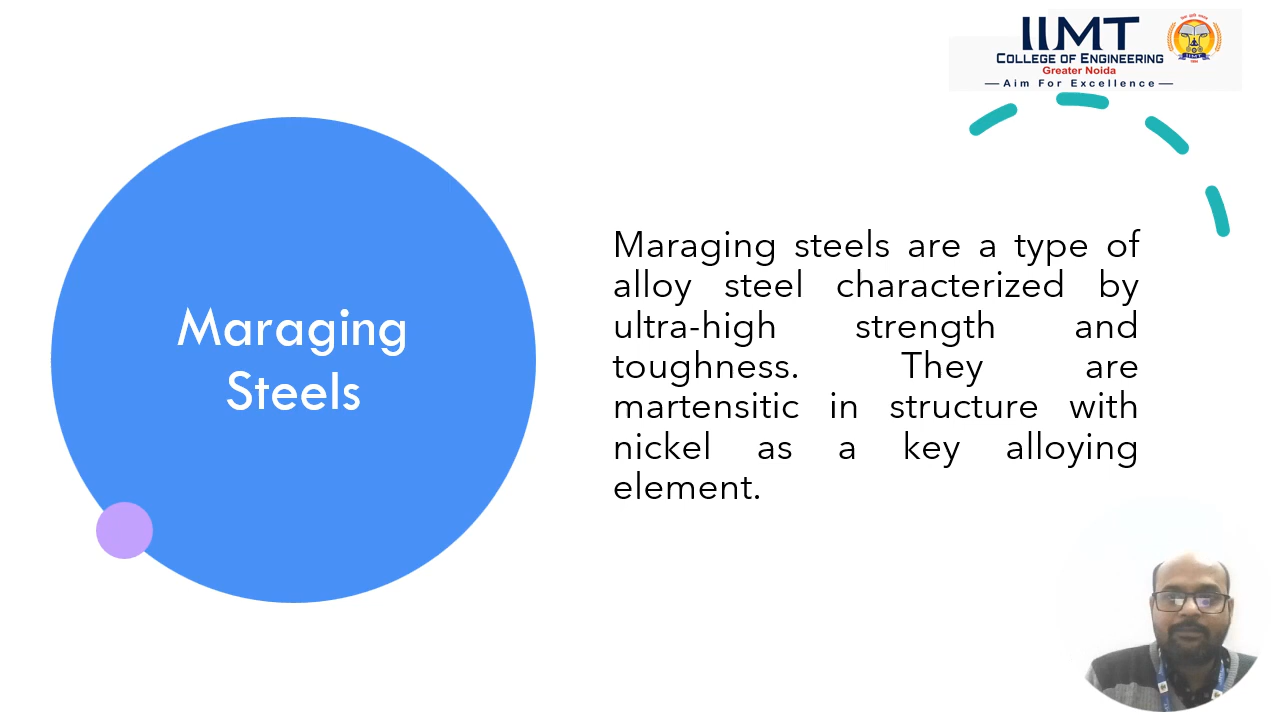 IIMT
COLLEGE OF ENGINEERING
Greater Noida
Aim For Excellence
Maraging
Steels
Maraging steels are a type of
alloy steel characterized by
ultra-high strength and
toughness. They are
martensitic in structure with
nickel as a key alloying
element.